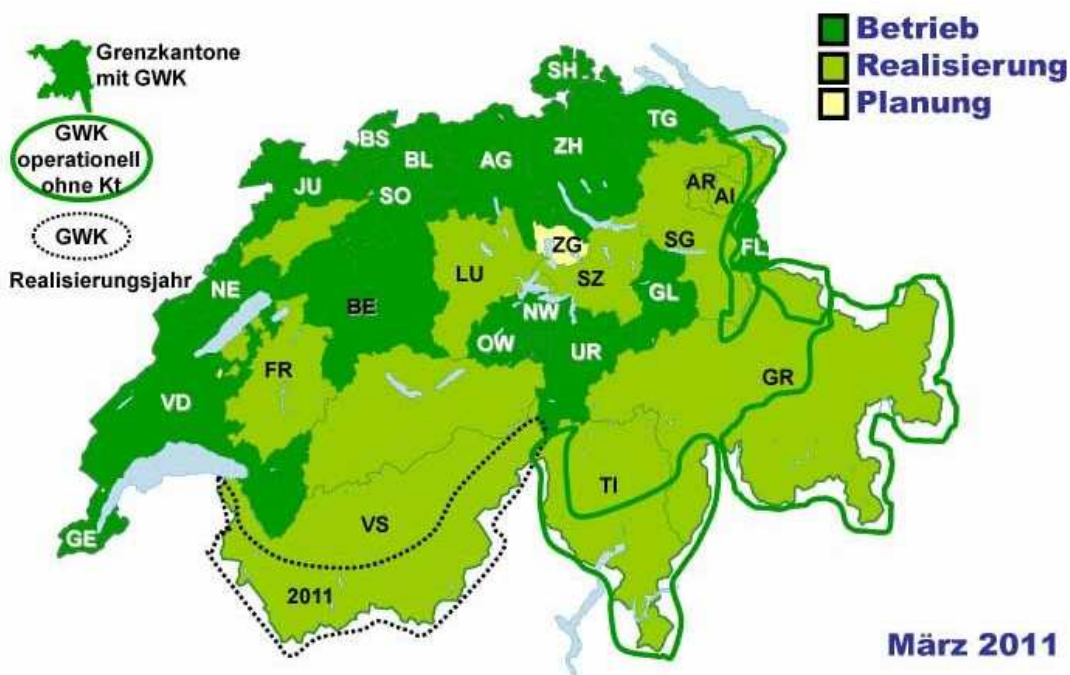 Grenzkantone
mit GWK
GWK
operationell
ohne Kt
GWK
Realisierungsjahr
Betrieb
Realisierung
Planung
SH
TG
BS
BL
AG
ZH
JU
SO
AR
AI
ZG
SG
FL
LU
SZ
NE
GL
BE
NW
OW
UR
FR
GR
VD
TI
VS
GE
2011
März 2011